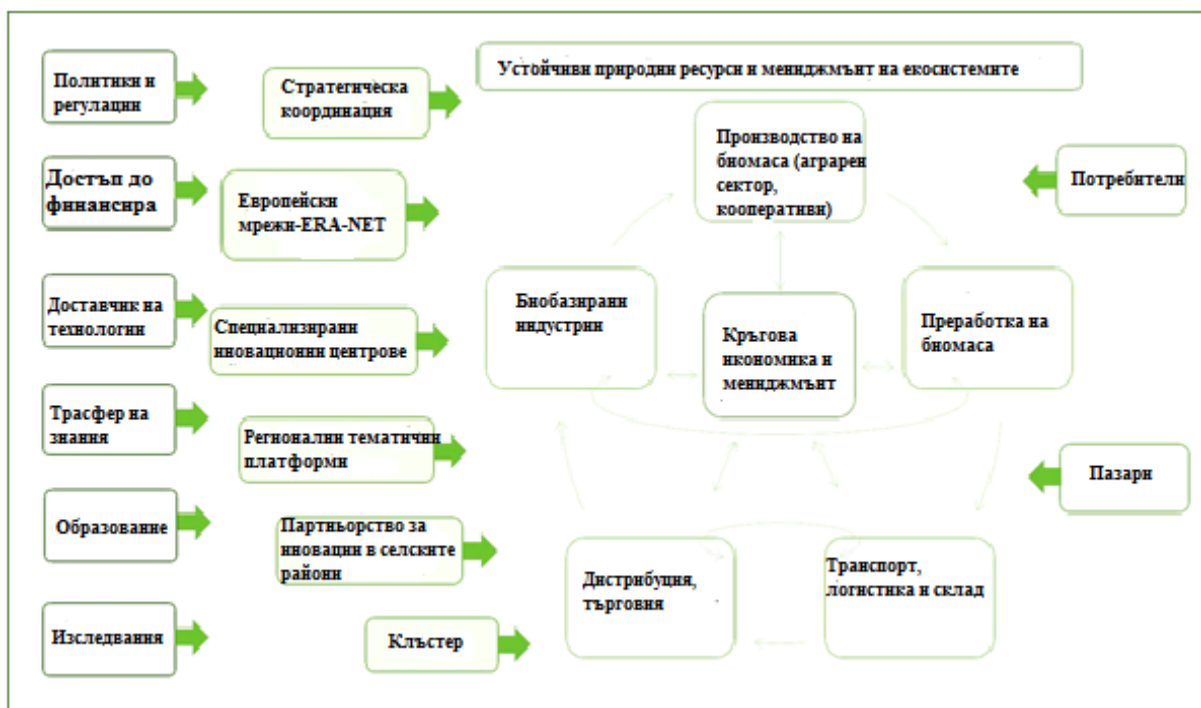 Политики и
регулации
Достъп до
финансира
Доставчик на
технологии
Трасфер на
знания
Образование
Изследвания
Стратегическа
координация
Европейски
мрежи-ERA-NET
Специализирани
иновационни центрове
Регионални тематични
платформи
Партньорство за
иновации в селските
райони
Клъстер
Устойчиви природни ресурси и мениджмънт на екосистемите
Производство на
биомаса (аграрен
сектор,
кооперативи)
Биобазирани
индустрии
Кръгова
икономика и
мениджмънт
Преработка на
биомаса
Дистрибуция,
търговия
Транспорт,
логистика и склад
Потребители
Пазари